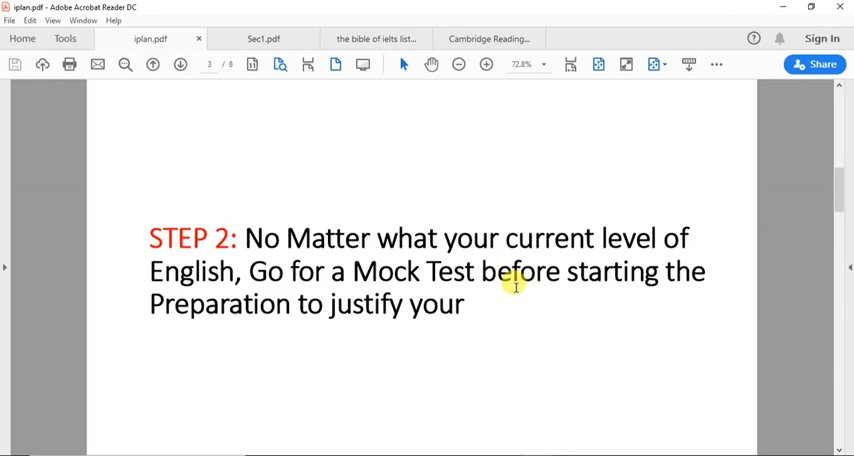 iplan.pdf - Adobe Acrobat Reader DC
File Edit View Window Help
Home Tools iplan.pdf × Sec1.pdf the bible of ielts list... Cambridge Reading... Sign In
3 / 8 72.8% Share
STEP 2: No Matter what your current level of
English, Go for a Mock Test before starting the
Preparation to justify your